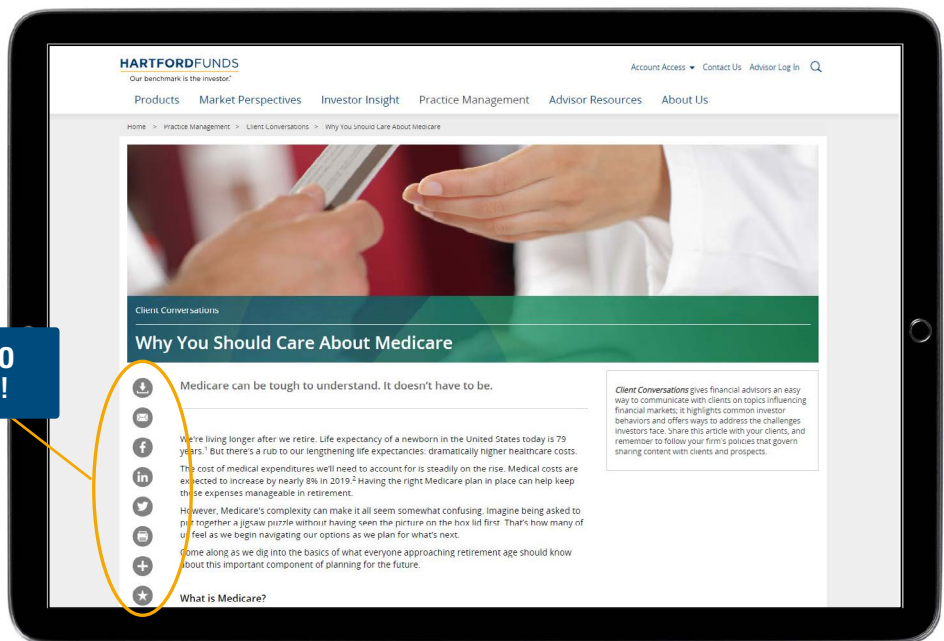 HARTFORDFUNDS
Our benchmark is the investor.®
Account Access Contact Us Advisor Log In
Products Market Perspectives Investor Insight Practice Management Advisor Resources About Us
Home > Practice Management > Client Conversations > Why You Should Care About Medicare
Client Conversations
Why You Should Care About Medicare
0
!
Medicare can be tough to understand. It doesn't have to be.
We're living longer after we retire. Life expectancy of a newborn in the United States today is 79
years.¹ But there's a rub to our lengthening life expectancies: dramatically higher healthcare costs.
The cost of medical expenditures we'll need to account for is steadily on the rise. Medical costs are
expected to increase by nearly 8% in 2019.² Having the right Medicare plan in place can help keep
those expenses manageable in retirement.
However, Medicare's complexity can make it all seem somewhat confusing. Imagine being asked to
put together a jigsaw puzzle without having seen the picture on the box lid first. That's how many of
us feel as we begin navigating our options as we plan for what's next.
Come along as we dig into the basics of what everyone approaching retirement age should know
about this important component of planning for the future.
What is Medicare?
Client Conversations gives financial advisors an easy
way to communicate with clients on topics influencing
financial markets; it highlights common investor
behaviors and offers ways to address the challenges
investors face. Share this article with your clients, and
remember to follow your firm's policies that govern
sharing content with clients and prospects.